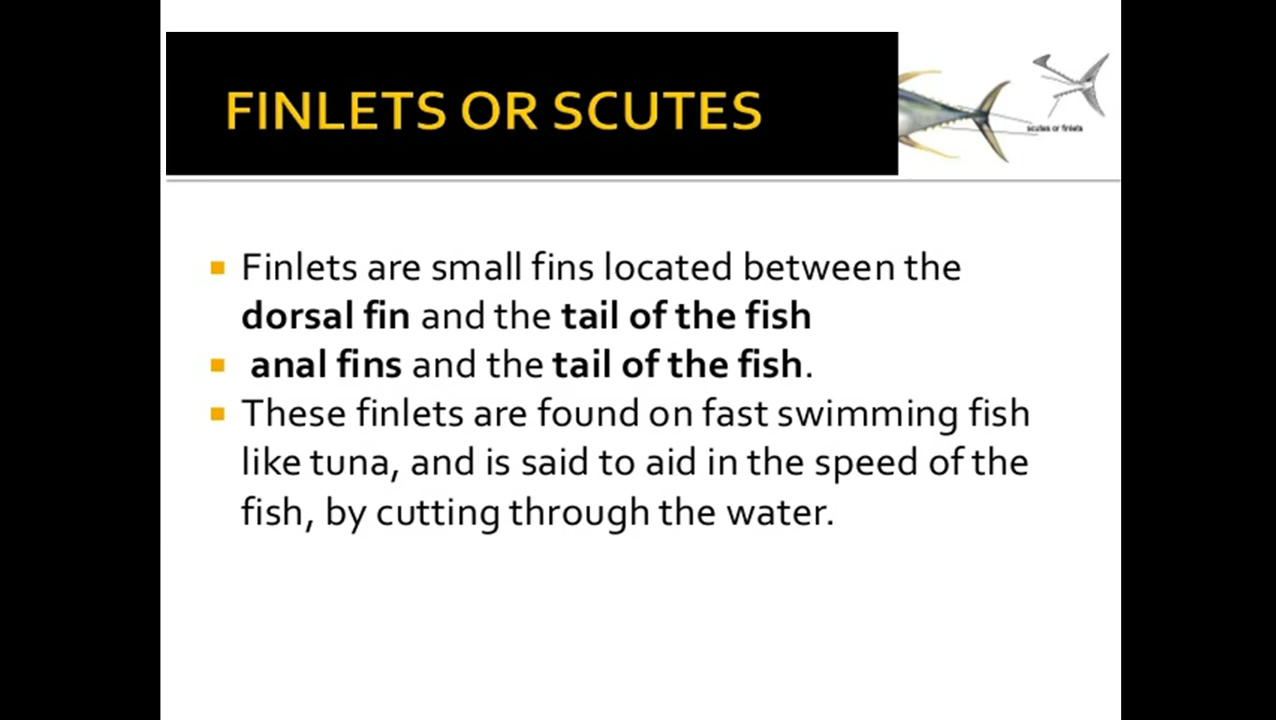 FINLETS OR SCUTES
scutes or finlets
Finlets are small fins located between the
dorsal fin and the tail of the fish
anal fins and the tail of the fish.
These finlets are found on fast swimming fish
like tuna, and is said to aid in the speed of the
fish, by cutting through the water.